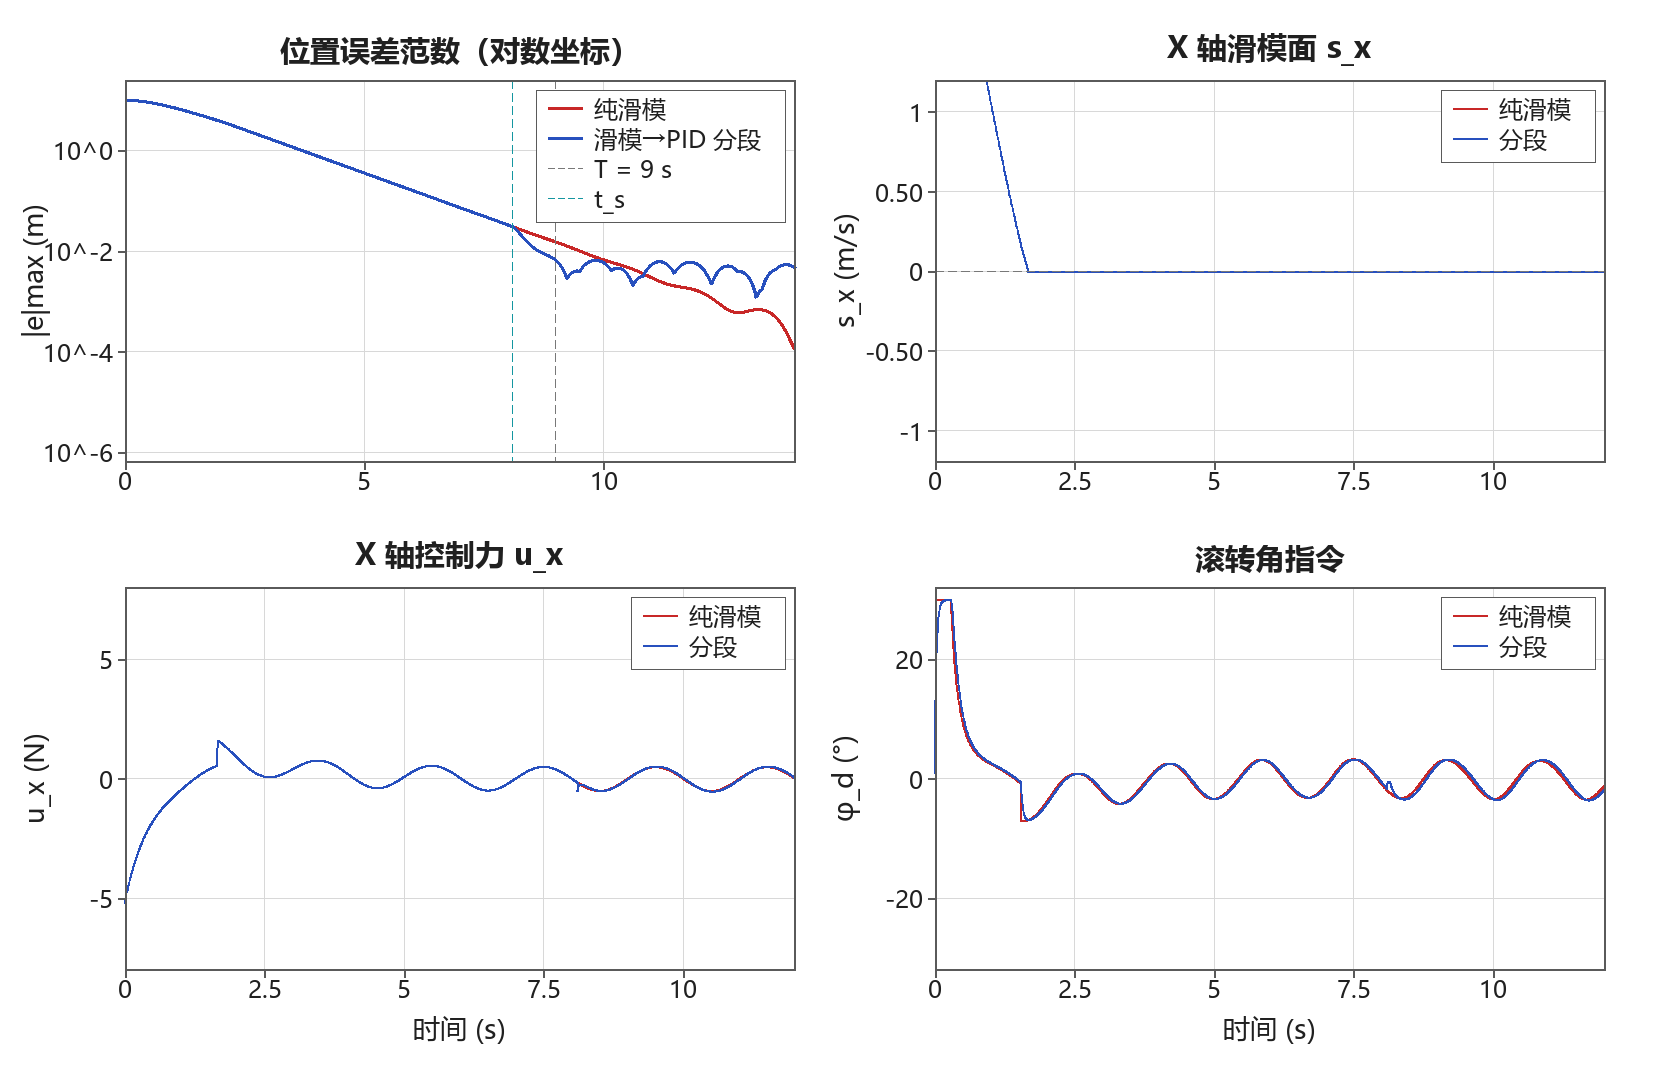 位置误差范数（对数坐标）
|e|max (m)
10^0
10^-2
10^-4
10^-6
0
5
10
纯滑模
滑模→PID 分段
T = 9 s
t_s
X 轴滑模面 s_x
s_x (m/s)
1
0.50
0
-0.50
-1
0
2.5
5
7.5
10
纯滑模
分段
X 轴控制力 u_x
u_x (N)
5
0
-5
0
2.5
5
7.5
10
时间 (s)
纯滑模
分段
滚转角指令
φ_d (°)
20
0
-20
0
2.5
5
7.5
10
时间 (s)
纯滑模
分段